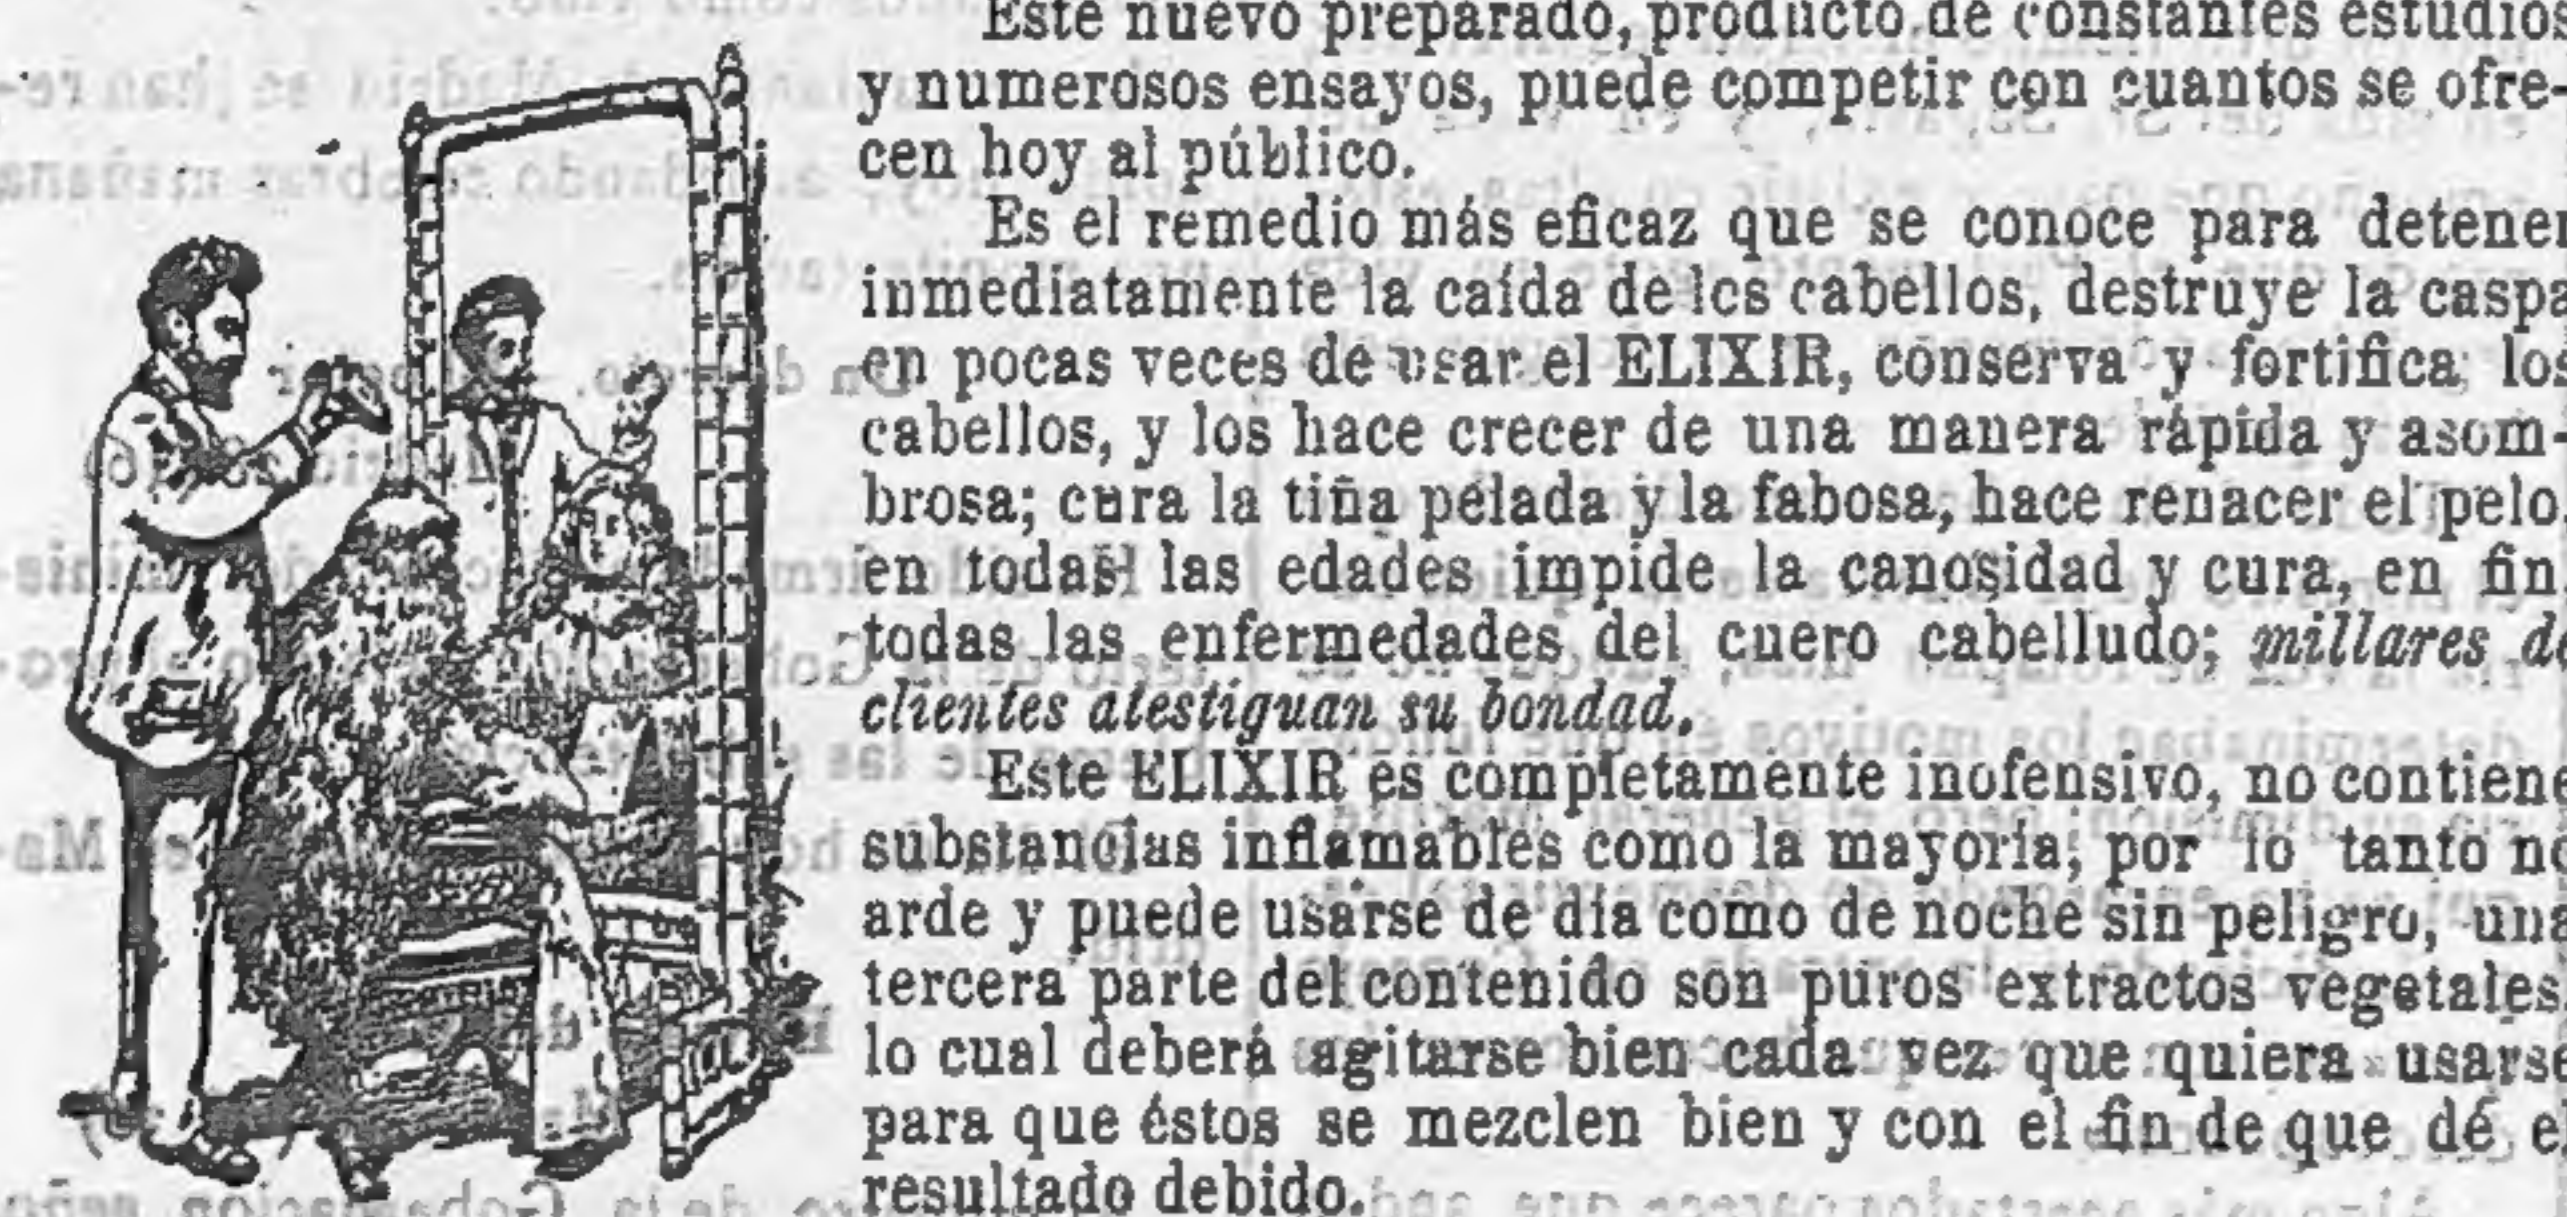 Este nuevo preparado, producto de constantes estudios
y numerosos ensayos, puede competir con cuantos se ofre-
cen hoy al público.
Es el remedio más eficaz que se conoce para detener
inmediatamente la caída de los cabellos, destruye la caspa
en pocas veces de usar el ELIXIR, conserva y fortifica los
cabellos, y los hace crecer de una manera rápida y asom-
brosa; cura la tiña pelada y la fabosa, hace renacer el pelo
en todas las edades impide la canosidad y cura, en fin
todas las enfermedades del cuero cabelludo; millares de
clientes atestiguan su bondad.
Este ELIXIR es completamente inofensivo, no contiene
substancias inflamables como la mayoría; por lo tanto no
arde y puede usarse de día como de noche sin peligro, una
tercera parte del contenido son puros extractos vegetales
lo cual deberá agitarse bien cada vez que quiera usarse
para que éstos se mezclen bien y con el fin de que dé el
resultado debido.